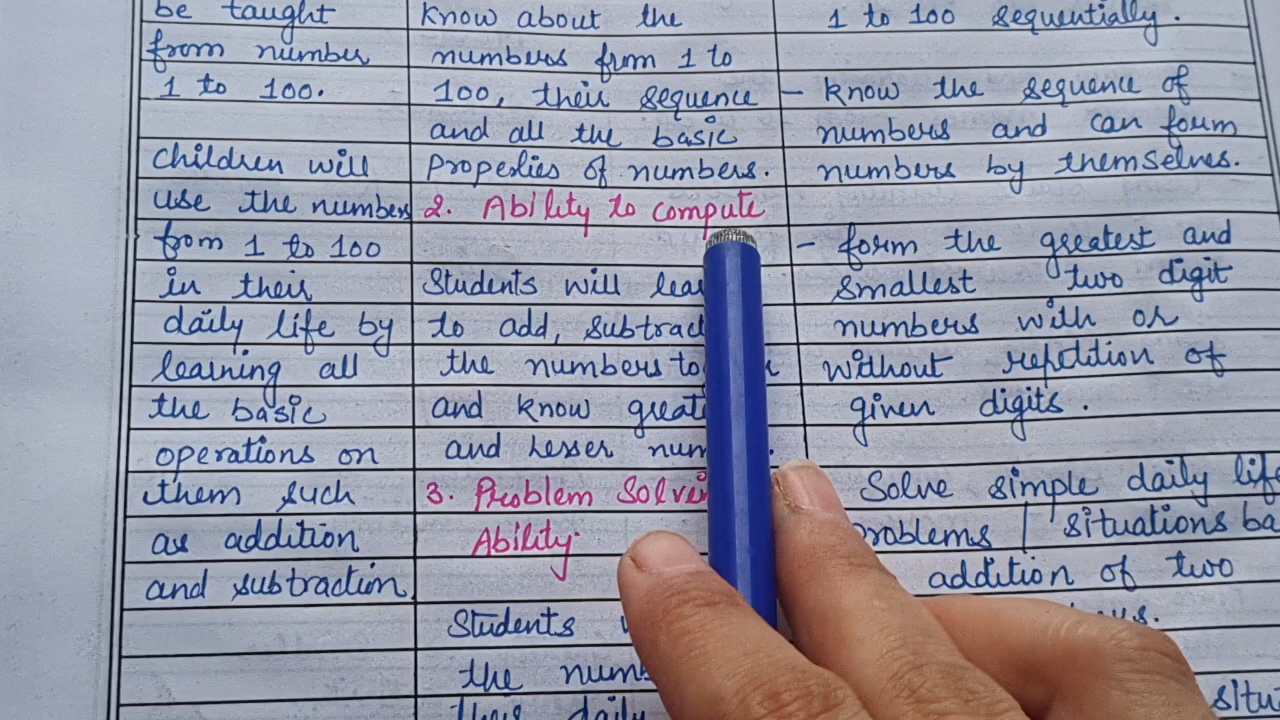 be taught
from number
1 to 100.
children will
use the numbers
from 1 to 100
in their
daily life by
learning all
the basic
operations on
them such
as addition
and subtraction.
know about the
numbers from 1 to
100, their sequence
and all the basic
properties of numbers.
2. Ability to compute
Students will
to add,
the numbers to
and know
and lesser
3. Problem
Ability.
Students
the
their daily
1 to 100 sequentially.
- know the sequence of
numbers and can form
numbers by themselves.
- form the greatest and
smallest two digit
numbers with or
without repetition of
given digits.
Solve simple daily life
situations
addition of two